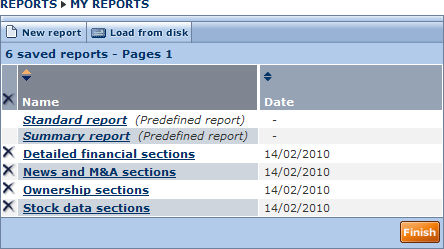 REPORTS ▸ MY REPORTS
New report Load from disk
6 saved reports - Pages 1
Name Date
Standard report (Predefined report) -
Summary report (Predefined report) -
Detailed financial sections 14/02/2010
News and M&A sections 14/02/2010
Ownership sections 14/02/2010
Stock data sections 14/02/2010
Finish